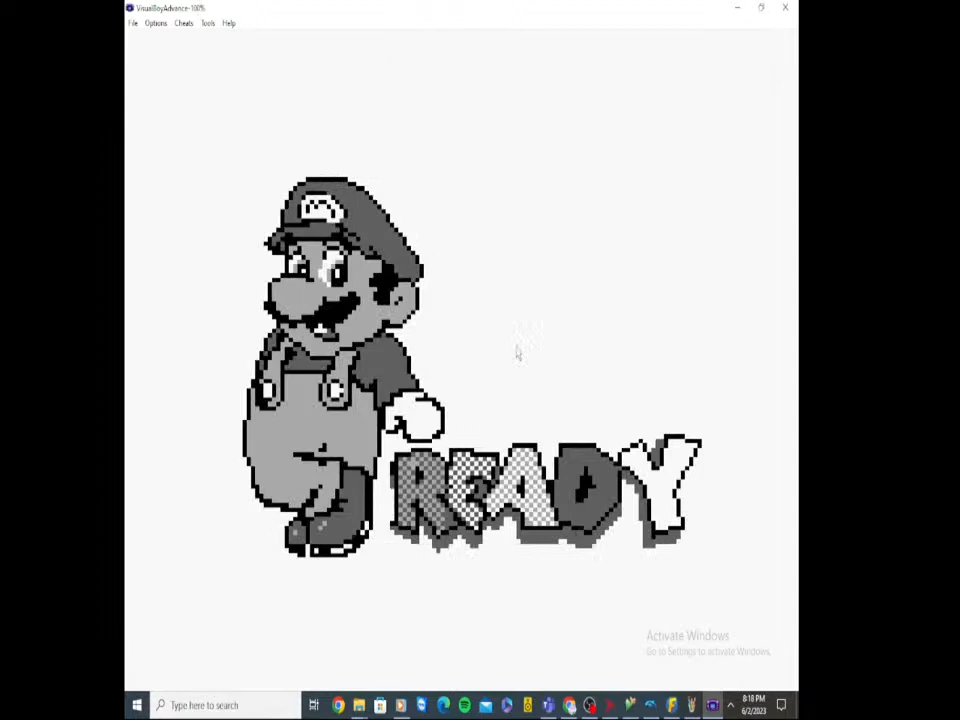 VisualBoyAdvance-100%
File Options Cheats Tools Help
M
READY
Activate Windows
Go to Settings to activate Windows.
Type here to search
8:18 PM
6/2/2023